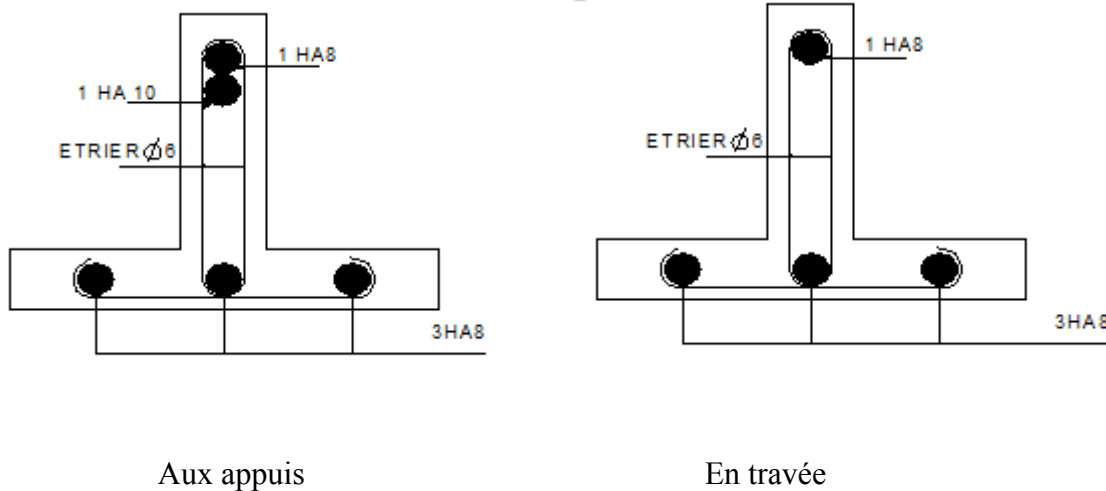 1 HA8
1 HA 10
ETRIER Ø6
3HA8
Aux appuis
1 HA8
ETRIER Ø6
3HA8
En travée